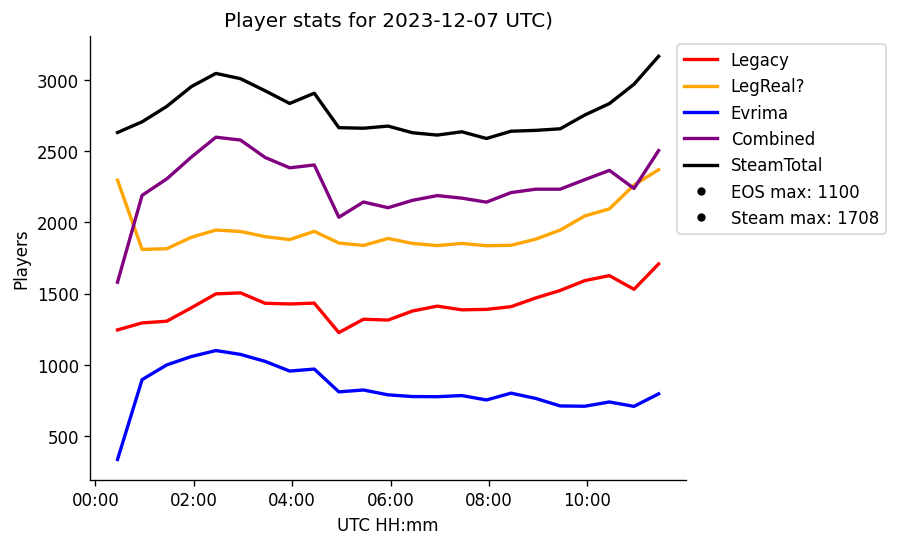 Player stats for 2023-12-07 UTC)
Legacy
LegReal?
Evrima
Combined
SteamTotal
EOS max: 1100
Steam max: 1708
3000
2500
2000
1500
1000
500
Players
00:00 02:00 04:00 06:00 08:00 10:00
UTC HH:mm